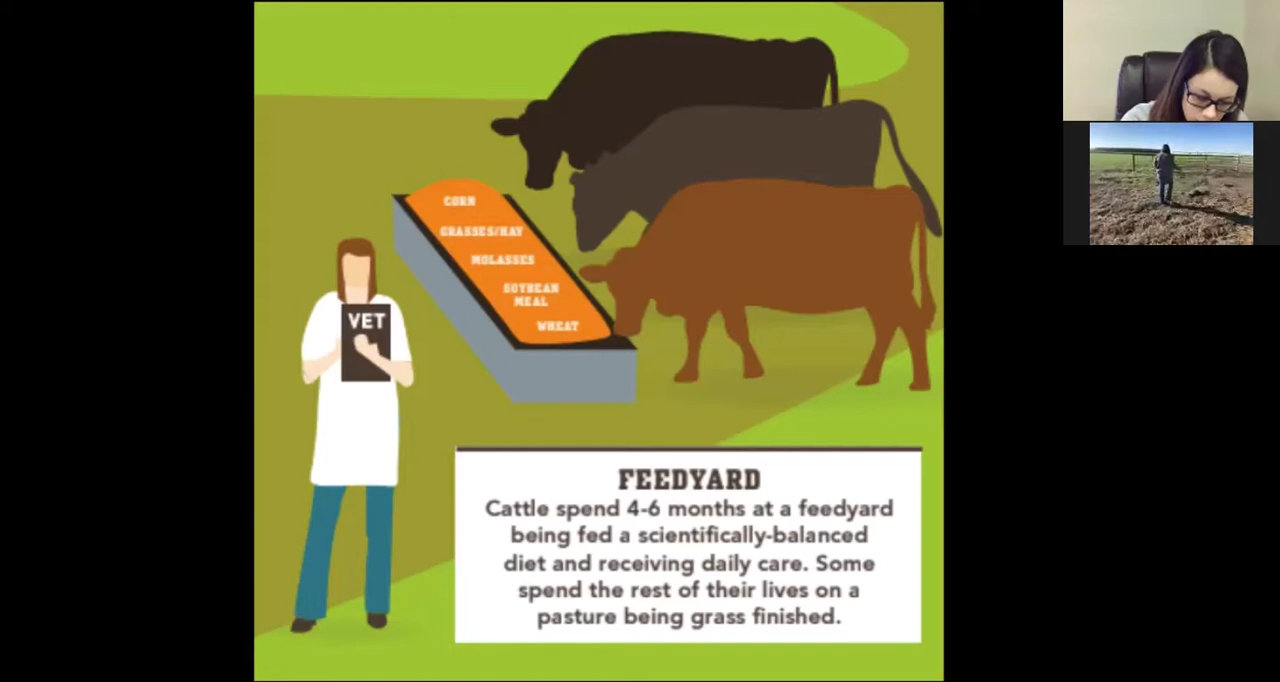 CORN
GRASSES/HAY
MOLASSES
SOYBEAN
MEAL
WHEAT
VET
FEEDYARD
Cattle spend 4-6 months at a feedyard
being fed a scientifically-balanced
diet and receiving daily care. Some
spend the rest of their lives on a
pasture being grass finished.